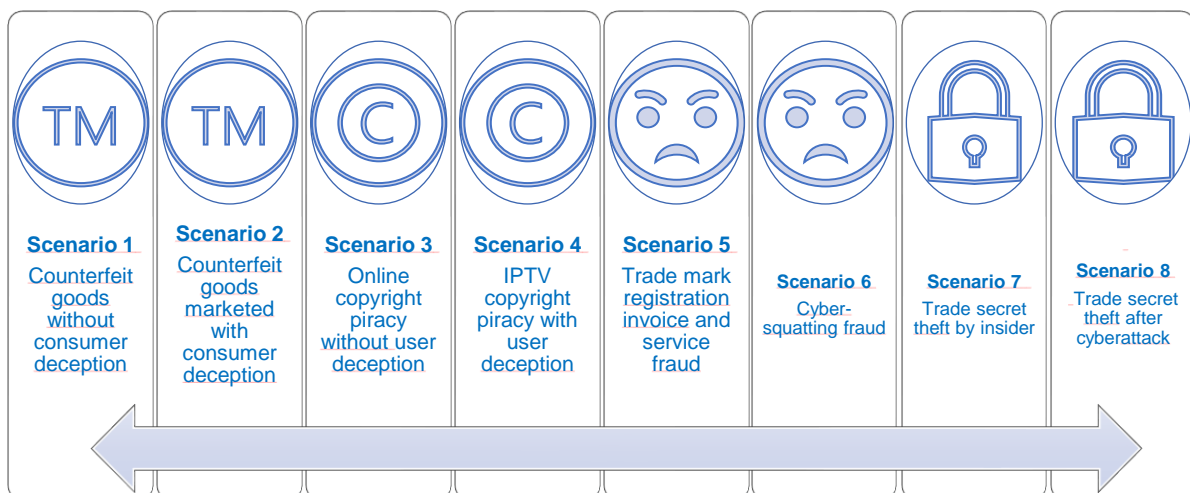 TM
TM
C
C
Scenario 1
Counterfeit
goods
without
consumer
deception
Scenario 2
Counterfeit
goods
marketed
with
consumer
deception
Scenario 3
Online
copyright
piracy
without user
deception
Scenario 4
IPTV
copyright
piracy with
user
deception
Scenario 5
Trade mark
registration
invoice and
service
fraud
Scenario 6
Cyber-
squatting fraud
Scenario 7
Trade secret
theft by insider
Scenario 8
Trade secret
theft after
cyberattack